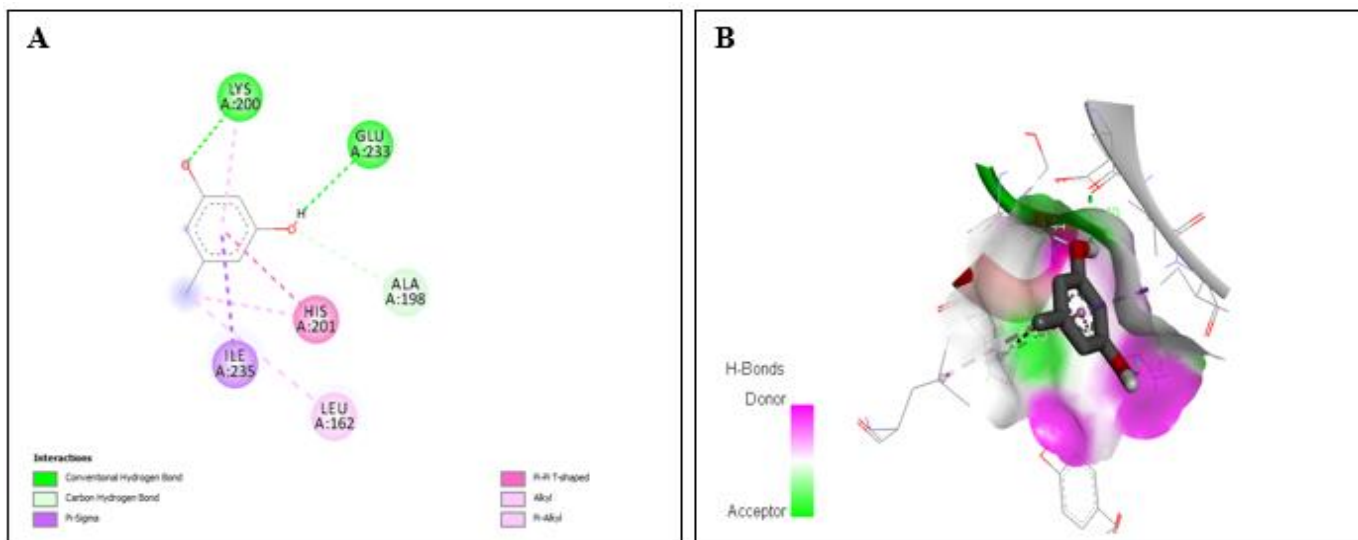 A
LYS
A:200
GLU
A:233
O
H
O
ALA
A:198
HIS
A:201
ILE
A:235
LEU
A:162
Interactions
Conventional Hydrogen Bond
Carbon Hydrogen Bond
Pi-Sigma
Pi-Pi T-shaped
Alkyl
Pi-Alkyl
B
H-Bonds
Donor
Acceptor